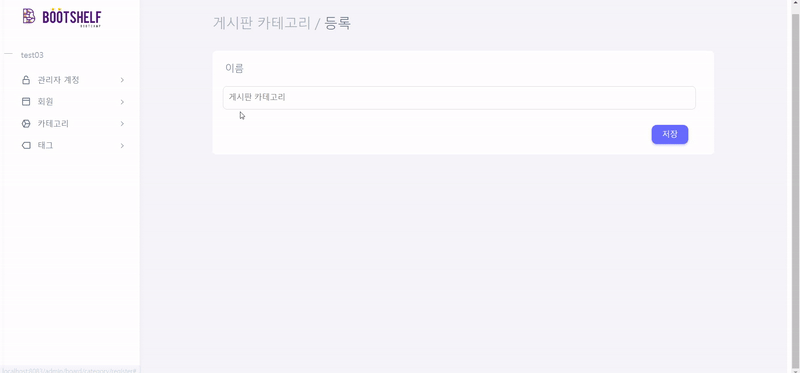 BOOTSHELF
BOOTCAMP
test03
관리자 계정
회원
카테고리
태그
게시판 카테고리 / 등록
이름
게시판 카테고리
저장